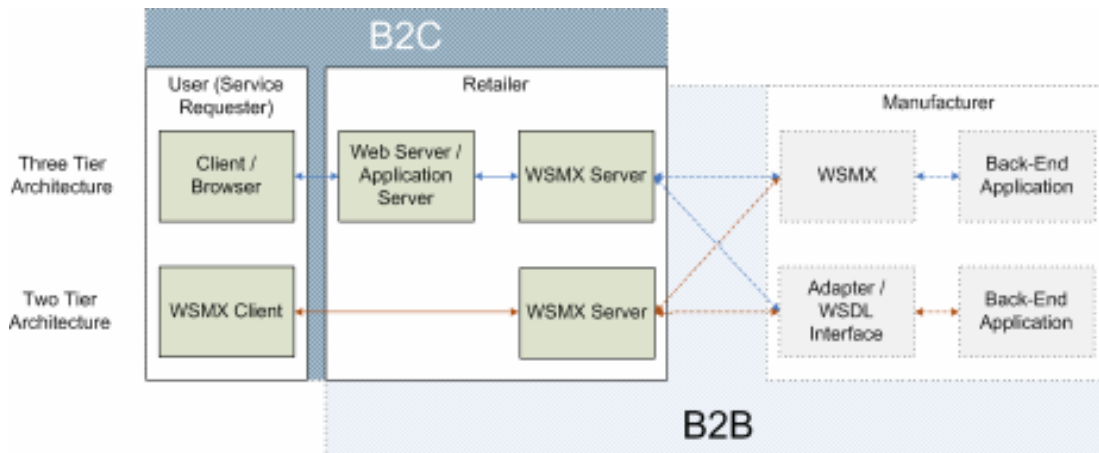 B2C
User (Service
Requester)
Retailer
Manufacturer
Three Tier
Architecture
Client /
Browser
Web Server /
Application
Server
WSMX Server
WSMX
Back-End
Application
Two Tier
Architecture
WSMX Client
WSMX Server
Adapter /
WSDL
Interface
Back-End
Application
B2B